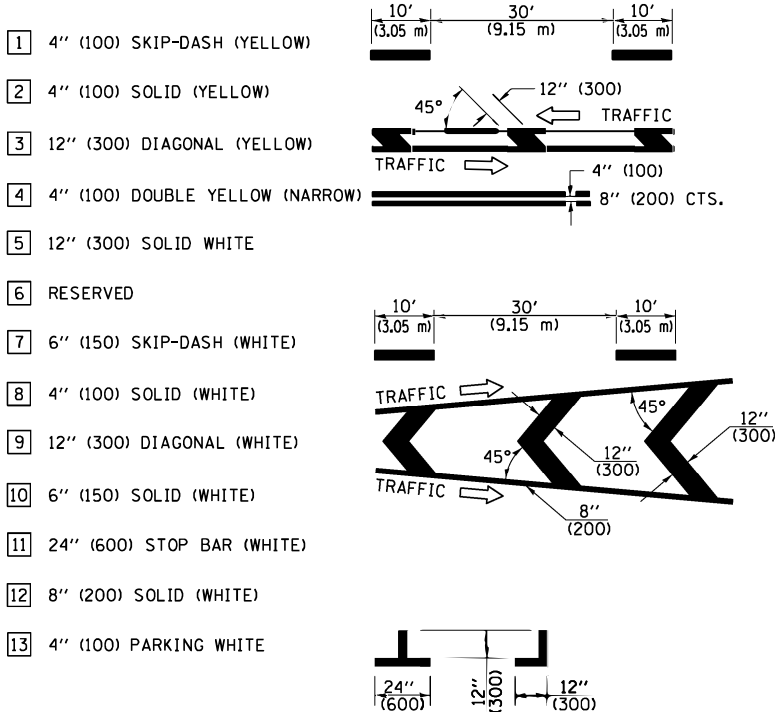 1 4" (100) SKIP-DASH (YELLOW)
2 4" (100) SOLID (YELLOW)
3 12" (300) DIAGONAL (YELLOW)
4 4" (100) DOUBLE YELLOW (NARROW)
5 12" (300) SOLID WHITE
6 RESERVED
7 6" (150) SKIP-DASH (WHITE)
8 4" (100) SOLID (WHITE)
9 12" (300) DIAGONAL (WHITE)
10 6" (150) SOLID (WHITE)
11 24" (600) STOP BAR (WHITE)
12 8" (200) SOLID (WHITE)
13 4" (100) PARKING WHITE
10' 30' 10'
(3.05 m) (9.15 m) (3.05 m)
12" (300)
45°
TRAFFIC
TRAFFIC
4" (100)
8" (200) CTS.
10' 30' 10'
(3.05 m) (9.15 m) (3.05 m)
TRAFFIC
45°
12"
(300)
45°
12"
(300)
TRAFFIC
8"
(200)
24"
(600)
12"
(300)
12"
(300)